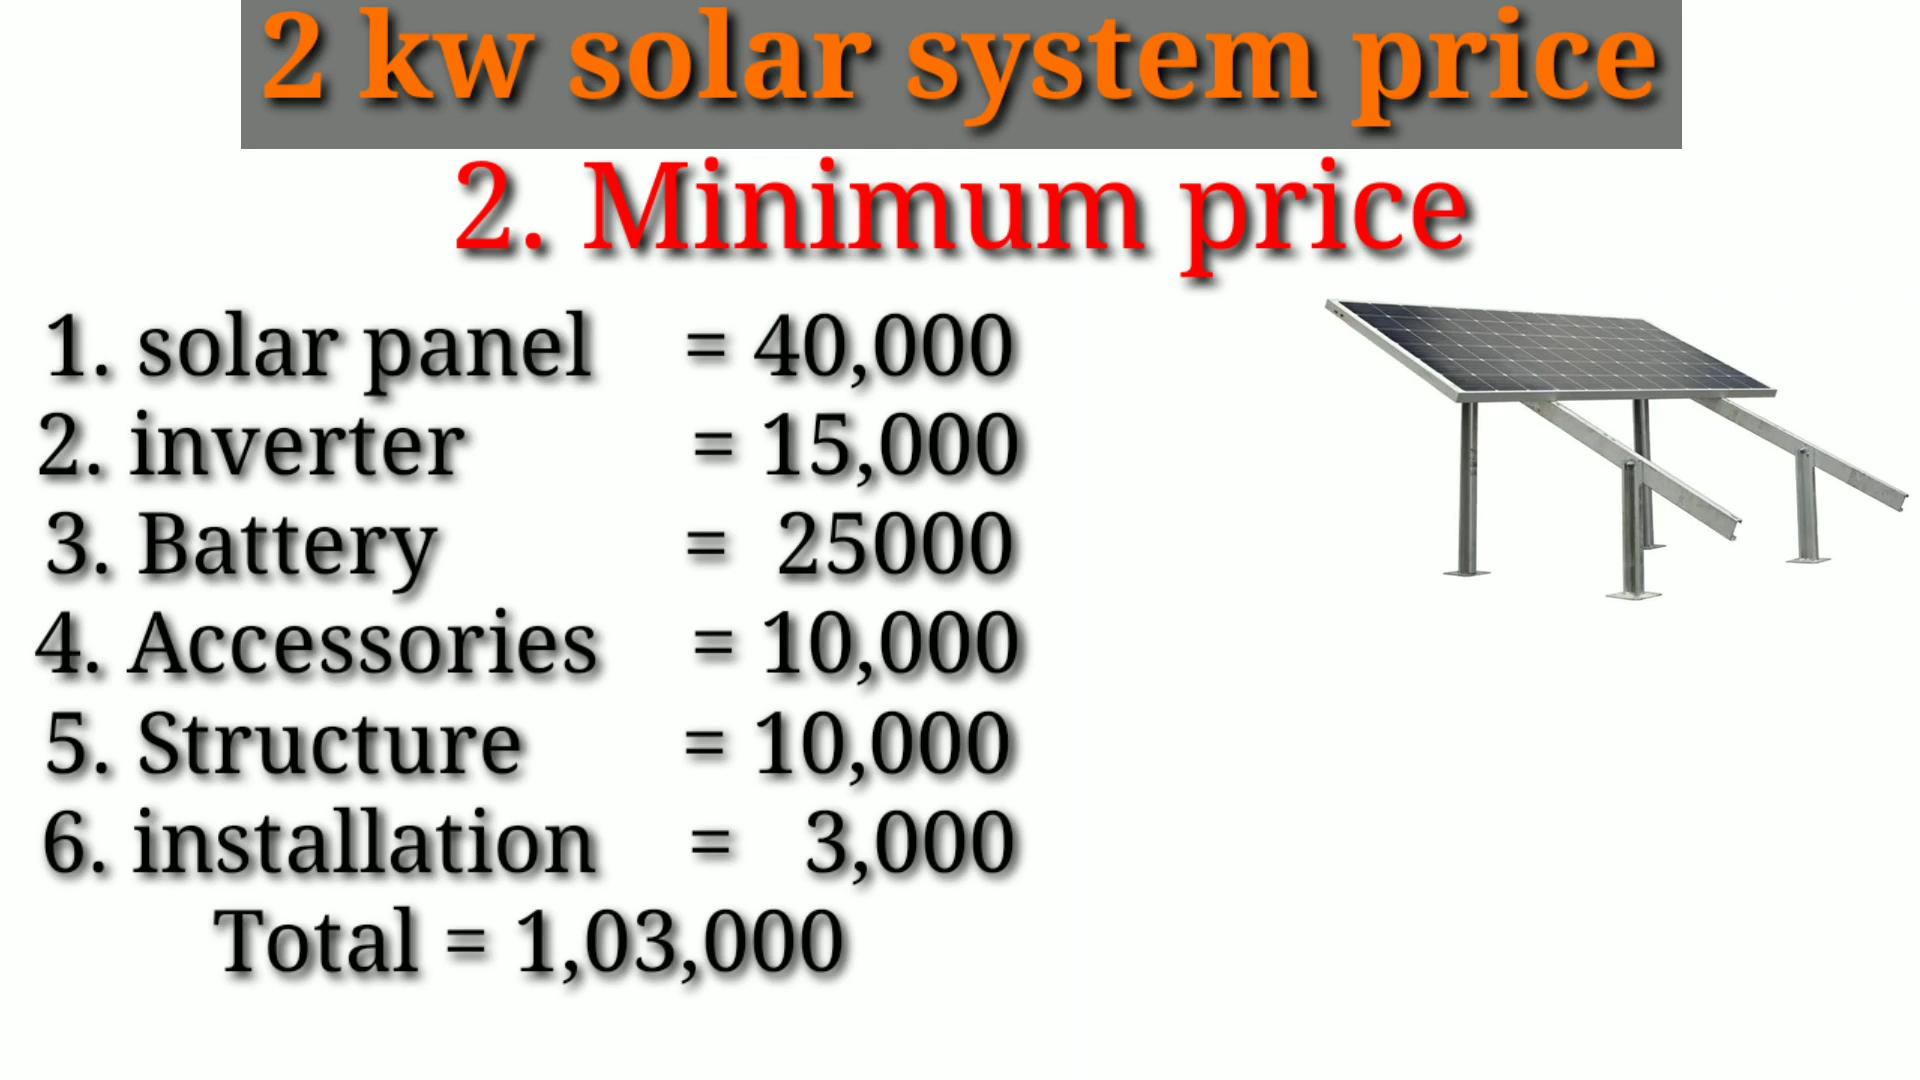 2 kw solar system price
2. Minimum price
1. solar panel = 40,000
2. inverter = 15,000
3. Battery = 25000
4. Accessories = 10,000
5. Structure = 10,000
6. installation = 3,000
Total = 1,03,000